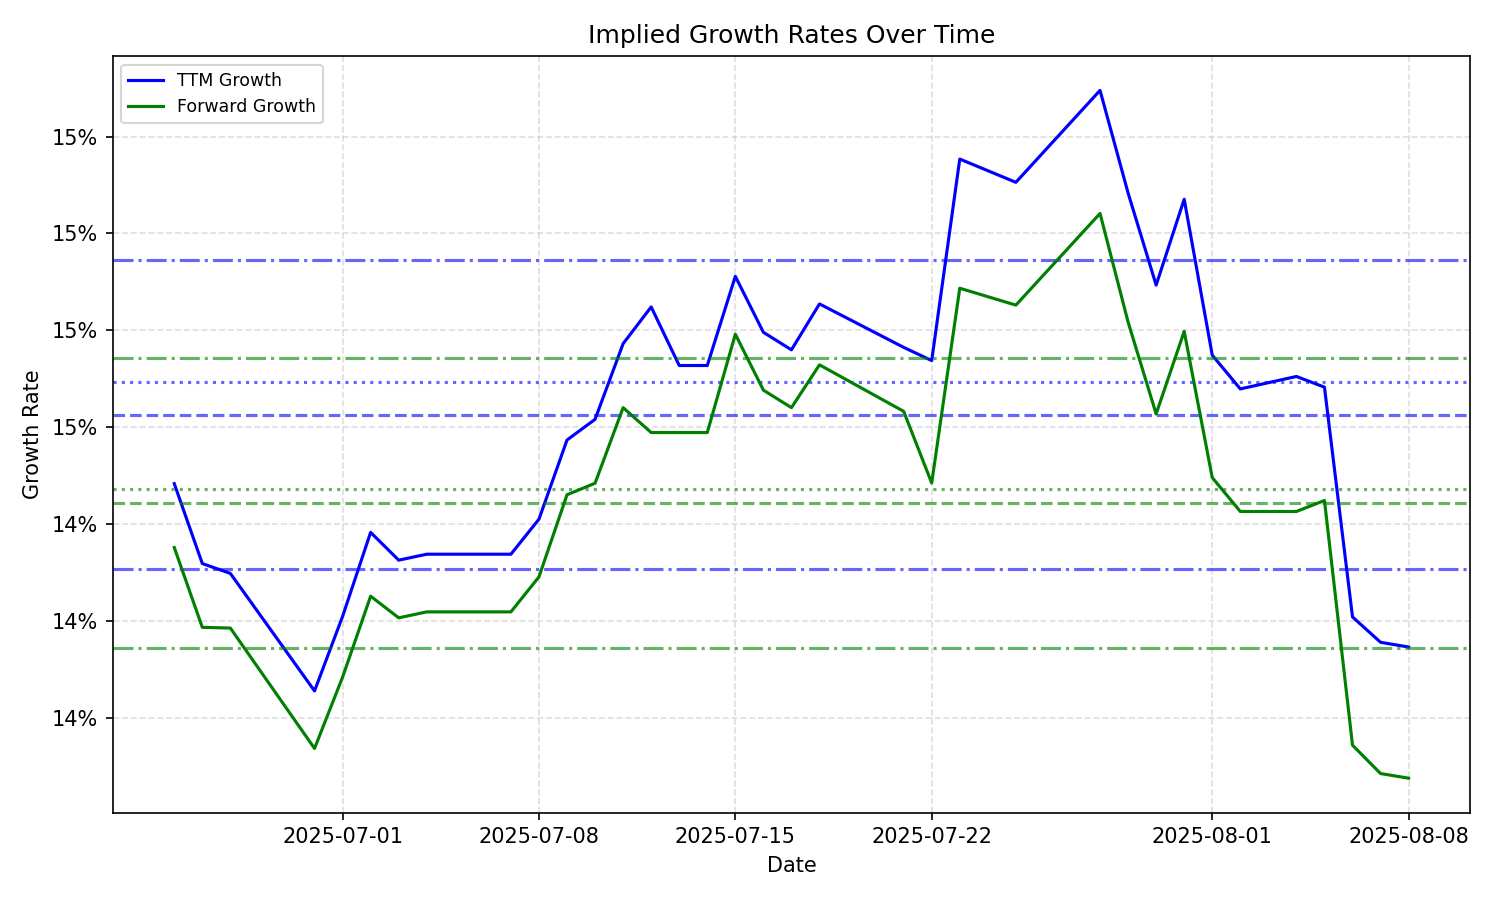 Implied Growth Rates Over Time
TTM Growth
Forward Growth
15%
15%
15%
15%
14%
14%
14%
Growth Rate
2025-07-01
2025-07-08
2025-07-15
2025-07-22
2025-08-01
2025-08-08
Date